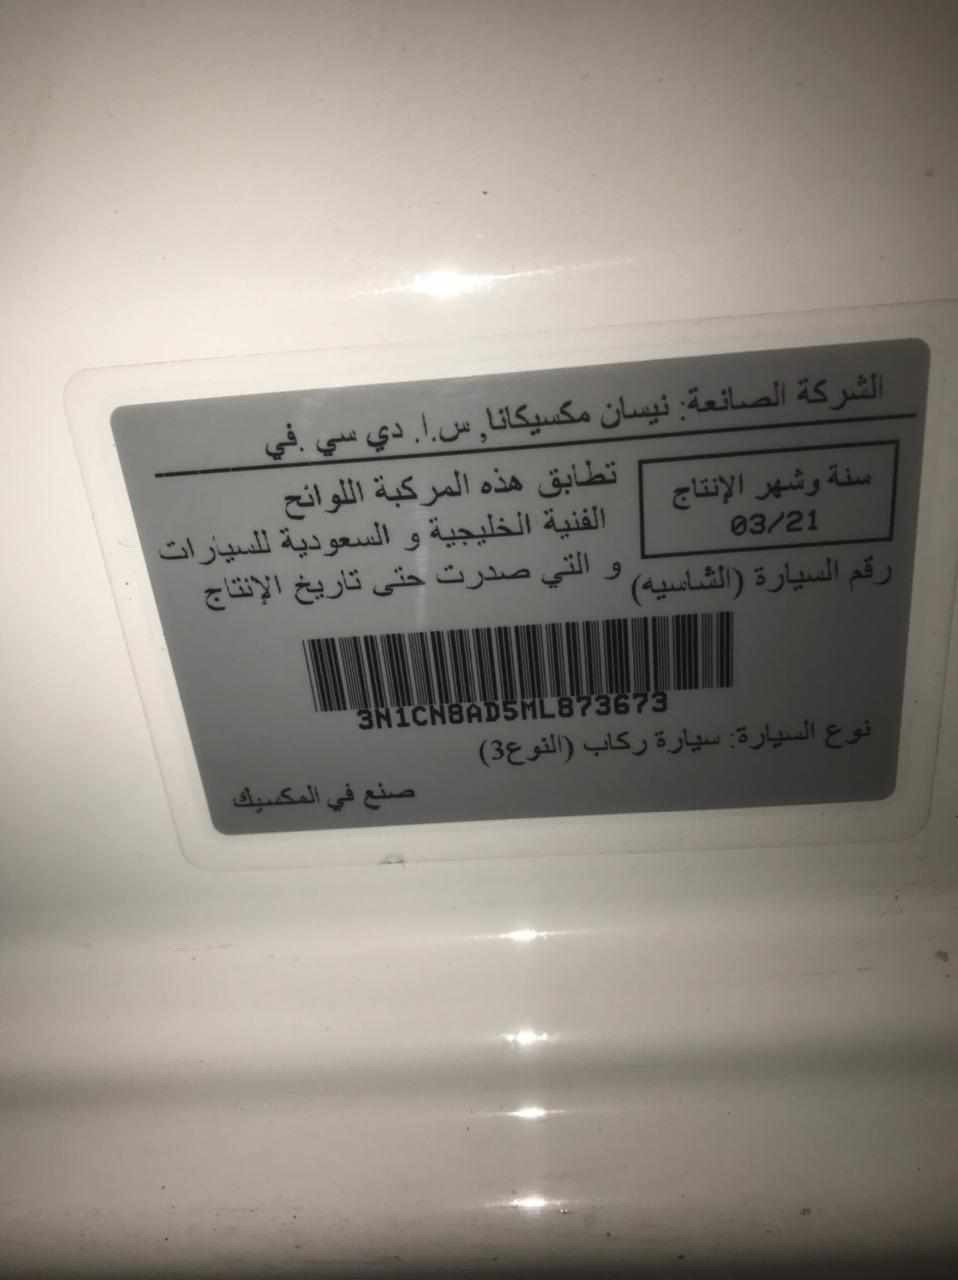 الشركة الصانعة: نيسان مكسيكانا, س.ا. دي سي .في
سنة وشهر الإنتاج
03/21
تطابق هذه المركبة اللوائح
الفنية الخليجية و السعودية للسيارات
و التي صدرت حتى تاريخ الإنتاج
رقم السيارة (الشاسيه)
3N1CN8AD5ML873673
نوع السيارة: سيارة ركاب (النوع3)
صنع في المكسيك